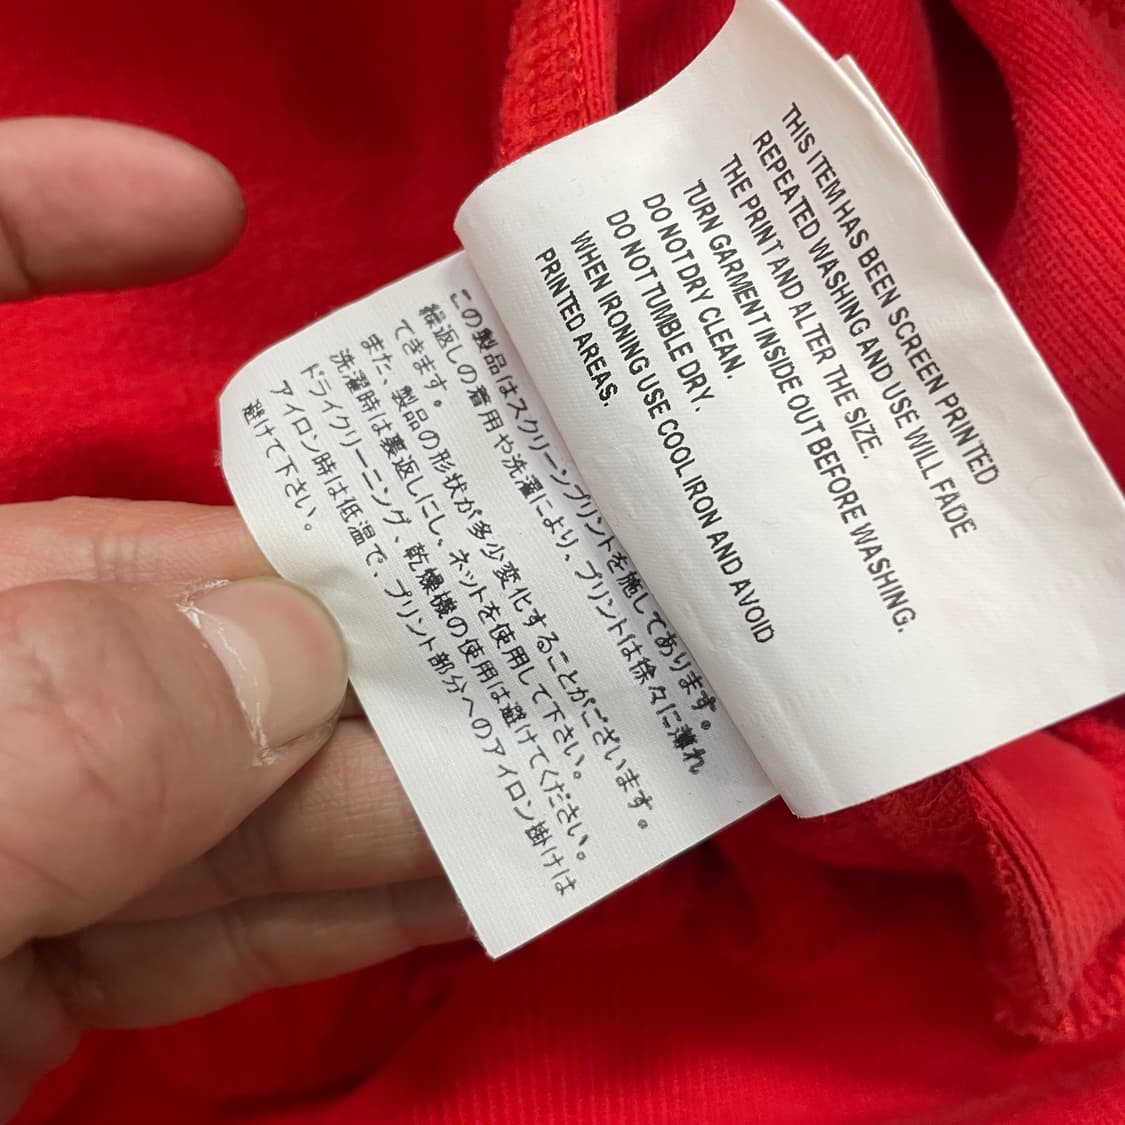 THIS ITEM HAS BEEN SCREEN PRINTED
REPEATED WASHING AND USE WILL FADE
THE PRINT AND ALTER THE SIZE.
TURN GARMENT INSIDE OUT BEFORE WASHING.
DO NOT DRY CLEAN.
DO NOT TUMBLE DRY.
WHEN IRONING USE COOL IRON AND AVOID
PRINTED AREAS.
この製品はスクリーンプリントを施してあります。
繰返しの着用や洗濯により、プリントは徐々に薄れ
てきます。
また、製品の形状が多少変化することがございます。
洗濯時は裏返しにし、ネットを使用して下さい。
ドライクリーニング、乾燥機の使用は避けてください。
アイロン時は低温で、プリント部分へのアイロン掛けは
避けて下さい。